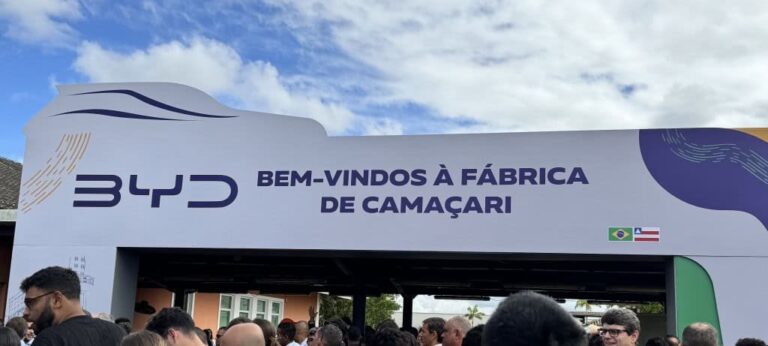 BYD
BEM-VINDOS À FÁBRICA
DE CAMAÇARI